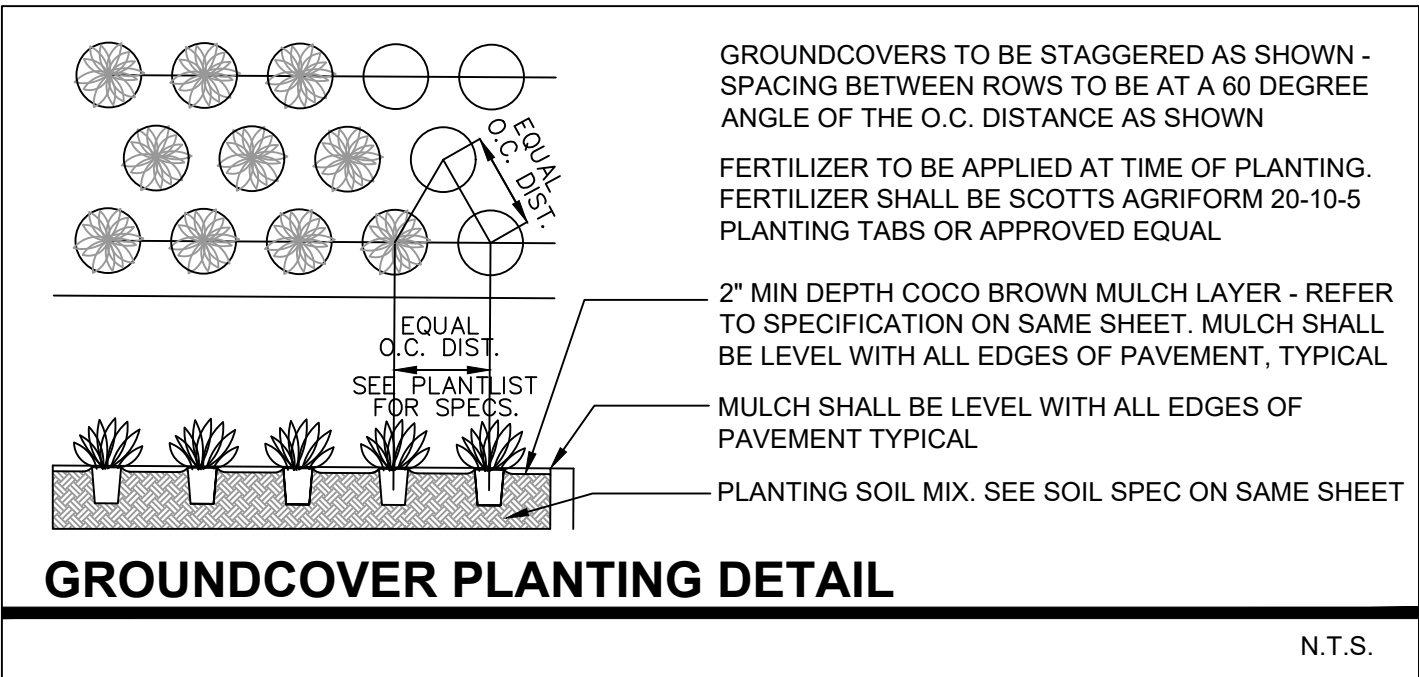 GROUNDCOVERS TO BE STAGGERED AS SHOWN -
SPACING BETWEEN ROWS TO BE AT A 60 DEGREE
ANGLE OF THE O.C. DISTANCE AS SHOWN
FERTILIZER TO BE APPLIED AT TIME OF PLANTING.
FERTILIZER SHALL BE SCOTTS AGRIFORM 20-10-5
PLANTING TABS OR APPROVED EQUAL
2" MIN DEPTH COCO BROWN MULCH LAYER - REFER
TO SPECIFICATION ON SAME SHEET. MULCH SHALL
BE LEVEL WITH ALL EDGES OF PAVEMENT, TYPICAL
MULCH SHALL BE LEVEL WITH ALL EDGES OF
PAVEMENT TYPICAL
PLANTING SOIL MIX. SEE SOIL SPEC ON SAME SHEET
EQUAL
O.C. DIST.
EQUAL
O.C. DIST.
SEE PLANTLIST
FOR SPECS.
GROUNDCOVER PLANTING DETAIL
N.T.S.